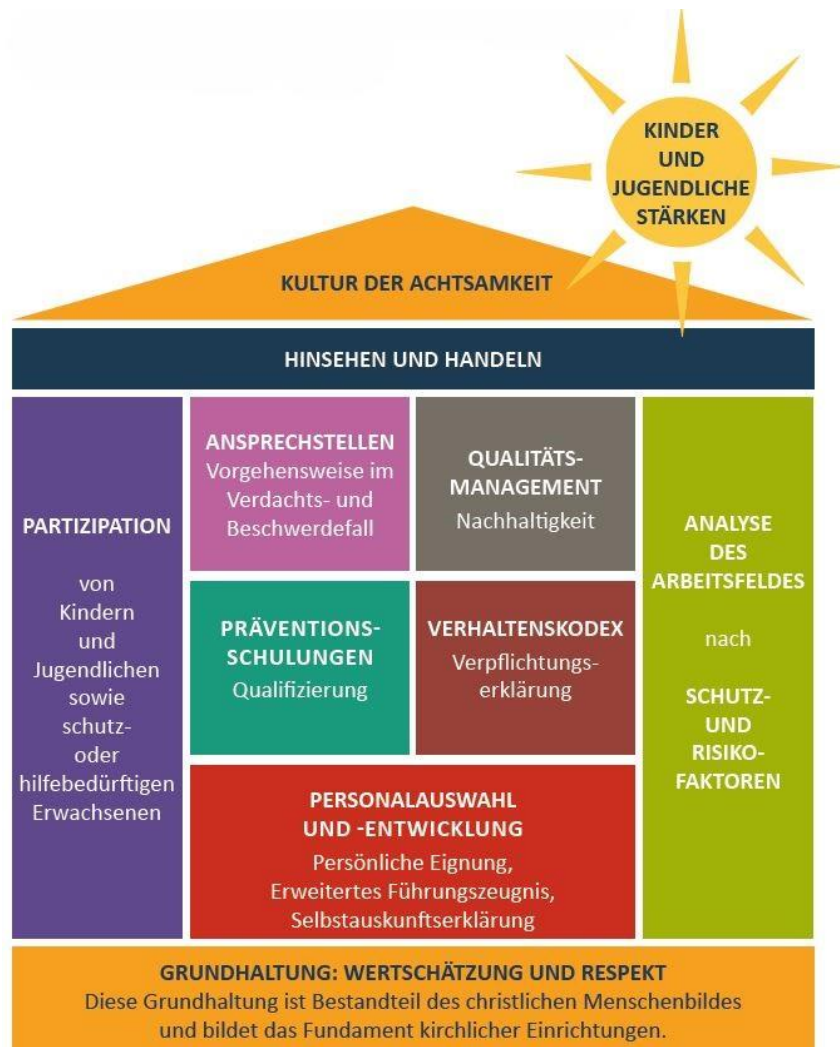 KINDER
UND
JUGENDLICHE
STÄRKEN
KULTUR DER ACHTSAMKEIT
HINSEHEN UND HANDELN
PARTIZIPATION
von
Kindern
und
Jugendlichen
sowie
schutz-
oder
hilfebedürftigen
Erwachsenen
ANSPRECHSTELLEN
Vorgehensweise im
Verdachts- und
Beschwerdefall
QUALITÄTS-
MANAGEMENT
Nachhaltigkeit
PRÄVENTIONS-
SCHULUNGEN
Qualifizierung
VERHALTENSKODEX
Verpflichtungs-
erklärung
PERSONALAUSWAHL
UND -ENTWICKLUNG
Persönliche Eignung,
Erweitertes Führungszeugnis,
Selbstauskunftserklärung
ANALYSE
DES
ARBEITSFELDES
nach
SCHUTZ-
UND
RISIKO-
FAKTOREN
GRUNDHALTUNG: WERTSCHÄTZUNG UND RESPEKT
Diese Grundhaltung ist Bestandteil des christlichen Menschenbildes
und bildet das Fundament kirchlicher Einrichtungen.